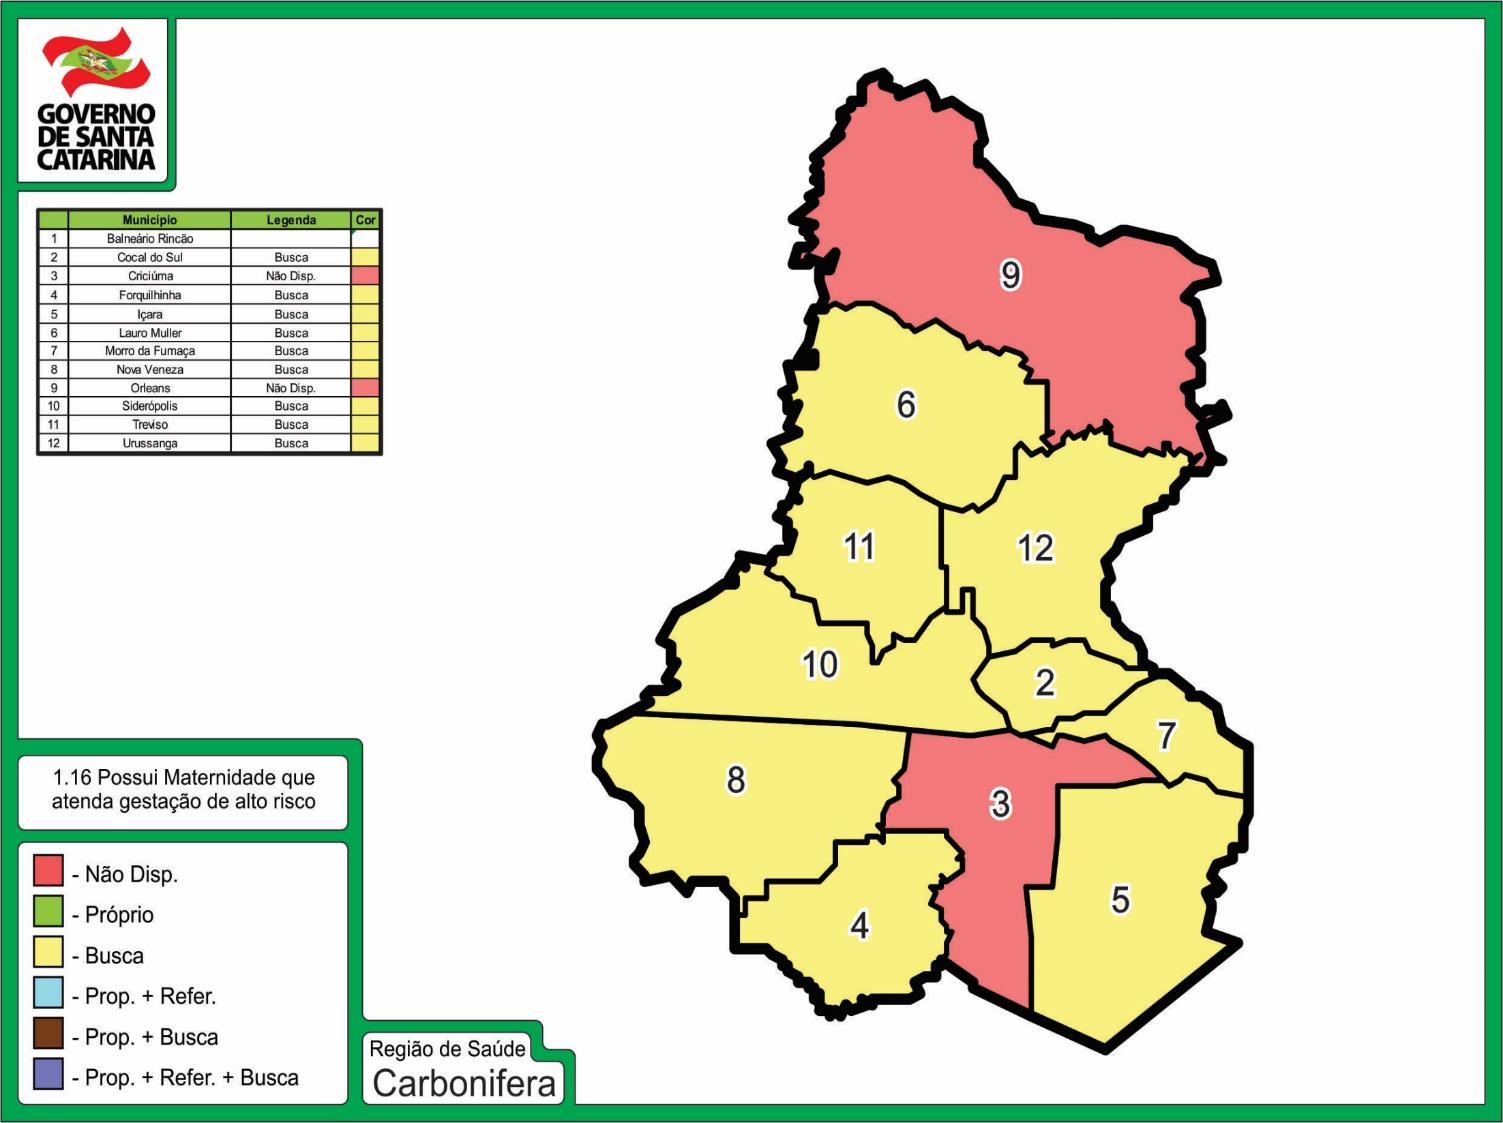 GOVERNO
DE SANTA
CATARINA
Município Legenda Cor
1 Balneário Rincão
2 Cocal do Sul Busca
3 Criciúma Não Disp.
4 Forquilhinha Busca
5 Içara Busca
6 Lauro Muller Busca
7 Morro da Fumaça Busca
8 Nova Veneza Busca
9 Orleans Não Disp.
10 Siderópolis Busca
11 Treviso Busca
12 Urussanga Busca
9
6
11
12
10
2
7
8
3
5
4
1.16 Possui Maternidade que
atenda gestação de alto risco
- Não Disp.
- Próprio
- Busca
- Prop. + Refer.
- Prop. + Busca
- Prop. + Refer. + Busca
Região de Saúde
Carbonifera